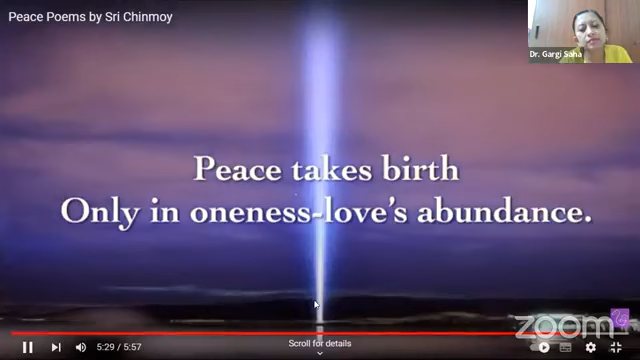 Peace Poems by Sri Chinmoy
Dr. Gargi Saha
Peace takes birth
Only in oneness-love's abundance.
zoom
5:29 / 5:57
Scroll for details